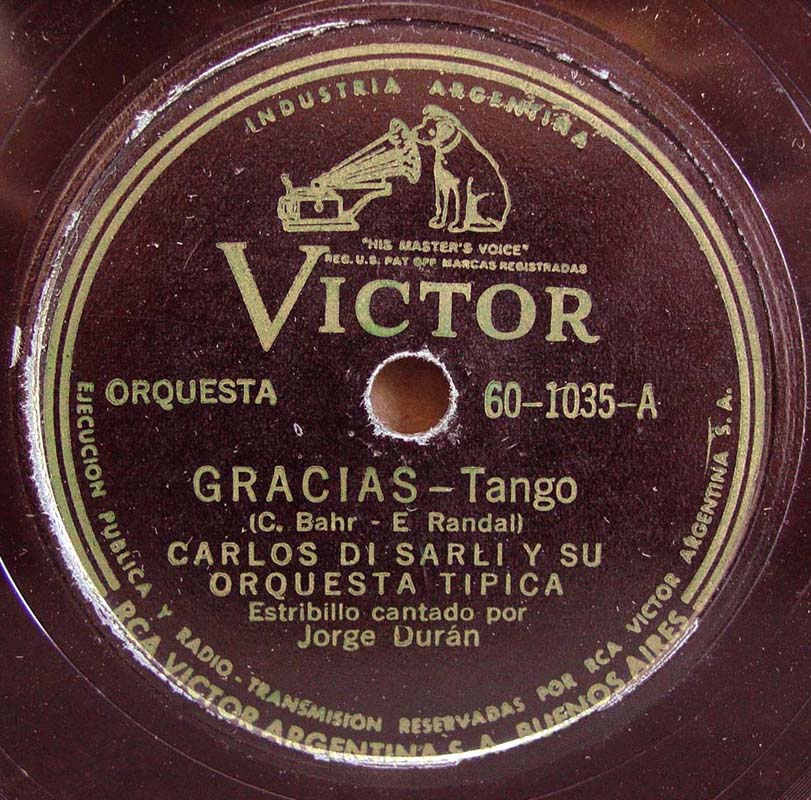 INDUSTRIA ARGENTINA
"HIS MASTER'S VOICE"
REG. U.S. PAT OFF MARCAS REGISTRADAS
VICTOR
ORQUESTA
60-1035-A
GRACIAS - Tango
(C. Bahr - E Randal)
CARLOS DI SARLI Y SU
ORQUESTA TIPICA
Estribillo cantado por
Jorge Durán
EJECUCION PUBLICA Y RADIO-TRANSMISION RESERVADAS POR RCA VICTOR ARGENTINA S.A.
RCA VICTOR ARGENTINA S. A. BUENOS AIRES